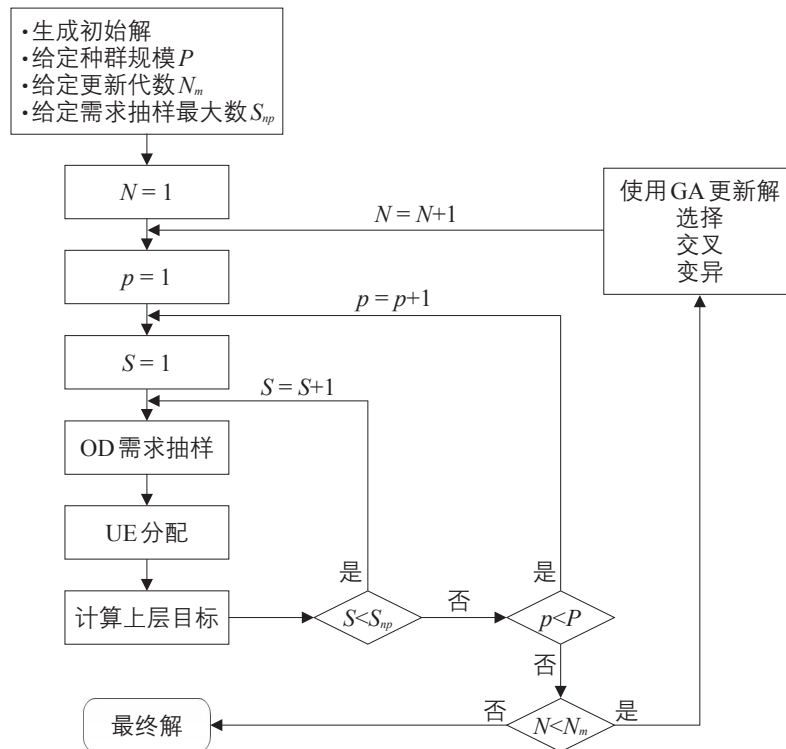 ·生成初始解
·给定种群规模P
·给定更新代数Nm
·给定需求抽样最大数Snp
N = 1
使用GA更新解
选择
交叉
变异
N = N+1
p = 1
p = p+1
S = 1
S = S+1
OD需求抽样
UE分配
是
是
计算上层目标
S<Snp
否
p<P
否
最终解
否
N<Nm
是